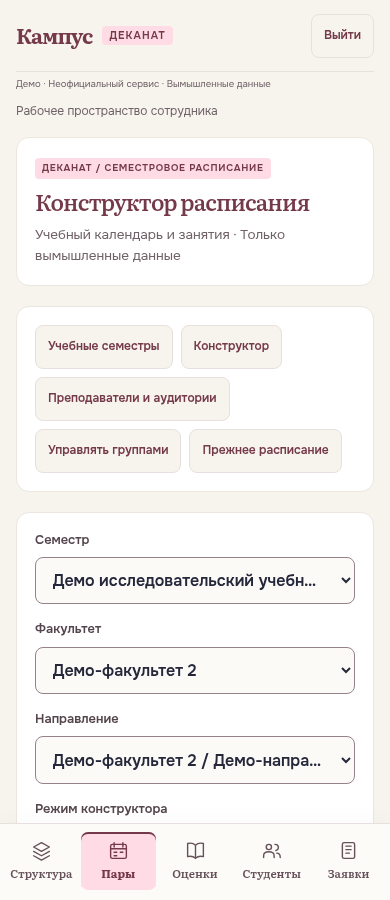 Кампус ДЕКАНАТ Выйти
Демо · Неофициальный сервис · Вымышленные данные
Рабочее пространство сотрудника
ДЕКАНАТ / СЕМЕСТРОВОЕ РАСПИСАНИЕ
Конструктор расписания
Учебный календарь и занятия · Только
вымышленные данные
Учебные семестры Конструктор
Преподаватели и аудитории
Управлять группами Прежнее расписание
Семестр
Демо исследовательский учебн...
Факультет
Демо-факультет 2
Направление
Демо-факультет 2 / Демо-напра...
Режим конструктора
Структура Пары Оценки Студенты Заявки